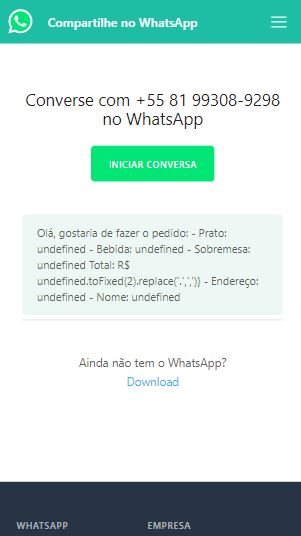 Compartilhe no WhatsApp
Converse com +55 81 99308-9298
no WhatsApp
INICIAR CONVERSA
Olá, gostaria de fazer o pedido: - Prato:
undefined - Bebida: undefined - Sobremesa:
undefined Total: R$
undefined.toFixed(2).replace('.',',')} - Endereço:
undefined - Nome: undefined
Ainda não tem o WhatsApp?
Download
WHATSAPP
EMPRESA